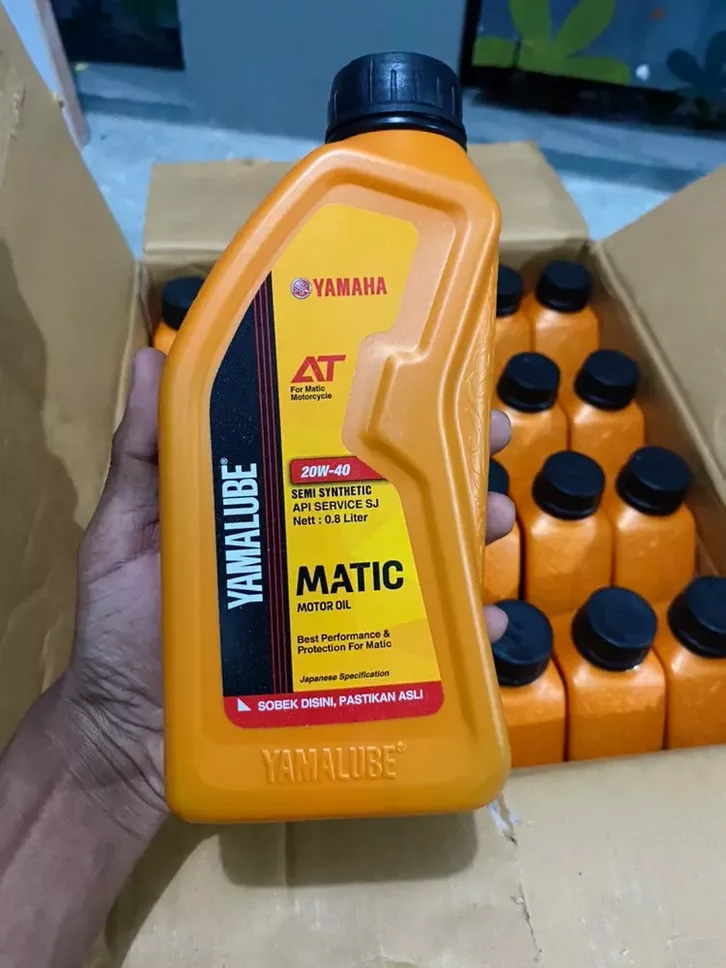 YAMAHA
AT
For Matic
Motorcycle
YAMALUBE®
20W-40
SEMI SYNTHETIC
API SERVICE SJ
Nett : 0.8 Liter
MATIC
MOTOR OIL
Best Performance &
Protection For Matic
Japanese Specification
SOBEK DISINI, PASTIKAN ASLI
YAMALUBE®